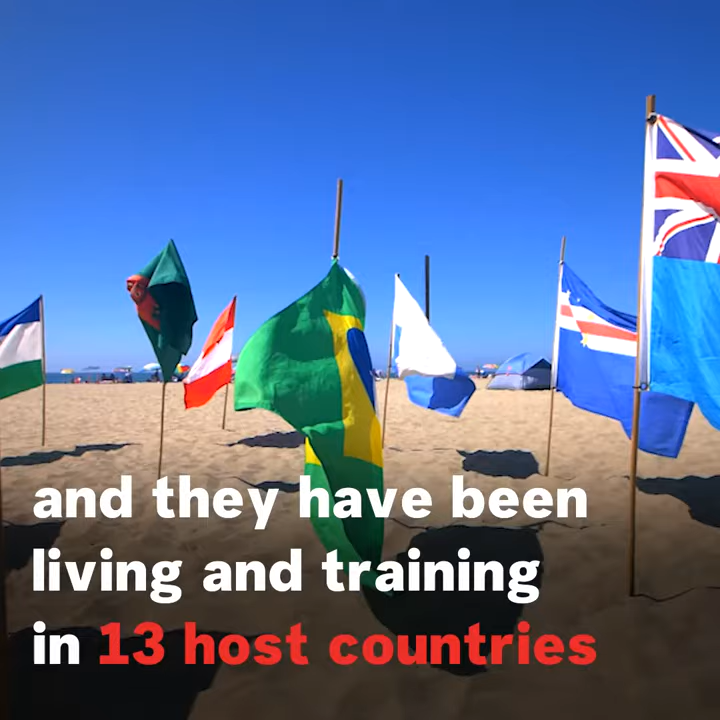 and they have been
living and training
in 13 host countries